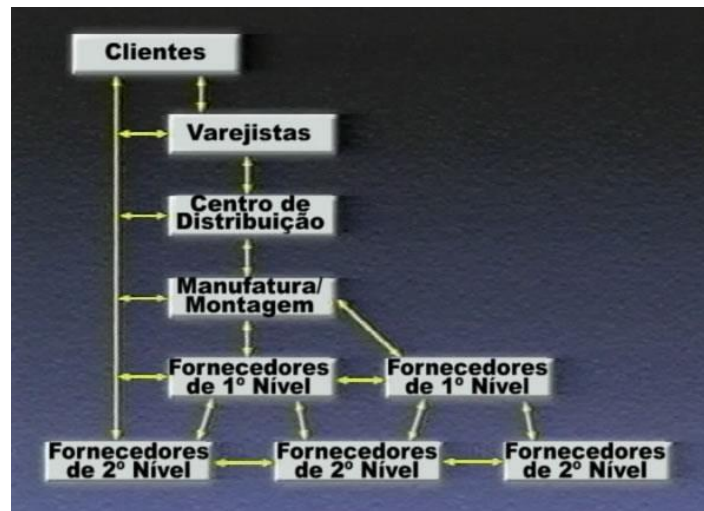 Clientes
Varejistas
Centro de
Distribuição
Manufatura/
Montagem
Fornecedores
de 1º Nível
Fornecedores
de 1º Nível
Fornecedores
de 2º Nível
Fornecedores
de 2º Nível
Fornecedores
de 2º Nível